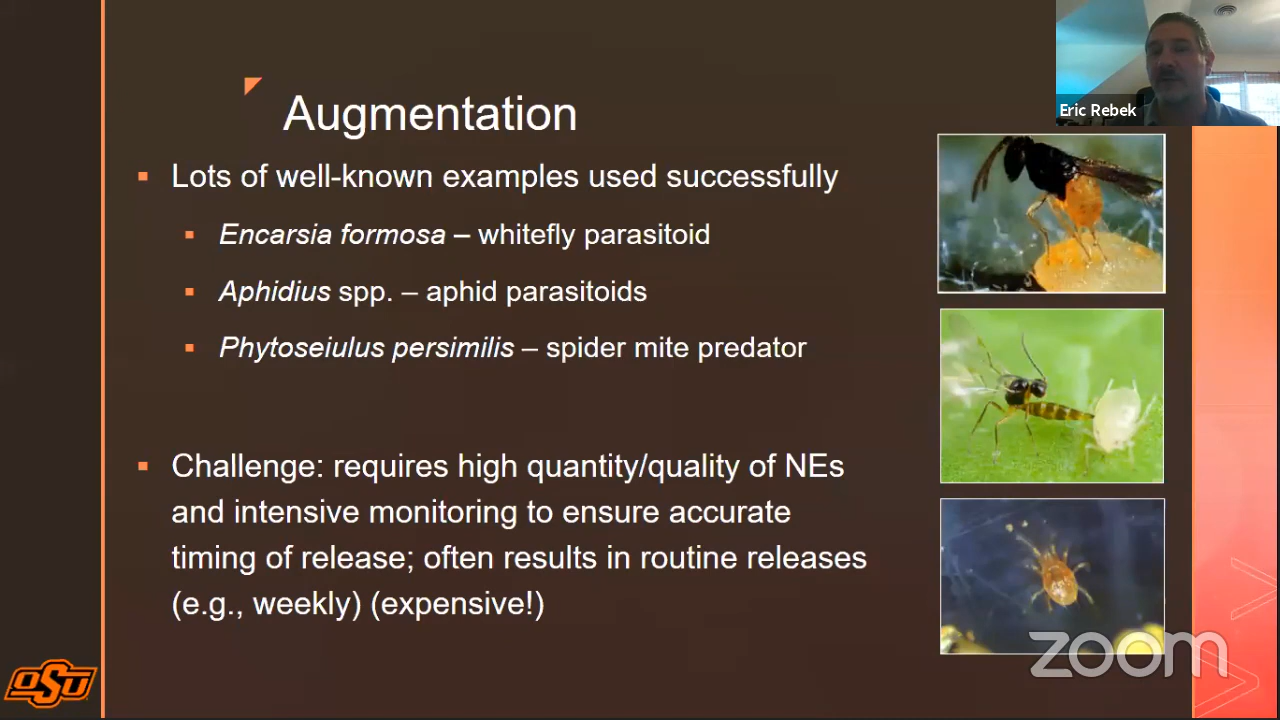 Eric Rebek
Augmentation
Lots of well-known examples used successfully
Encarsia formosa – whitefly parasitoid
Aphidius spp. – aphid parasitoids
Phytoseiulus persimilis – spider mite predator
Challenge: requires high quantity/quality of NEs
and intensive monitoring to ensure accurate
timing of release; often results in routine releases
(e.g., weekly) (expensive!)
OSU
zoom